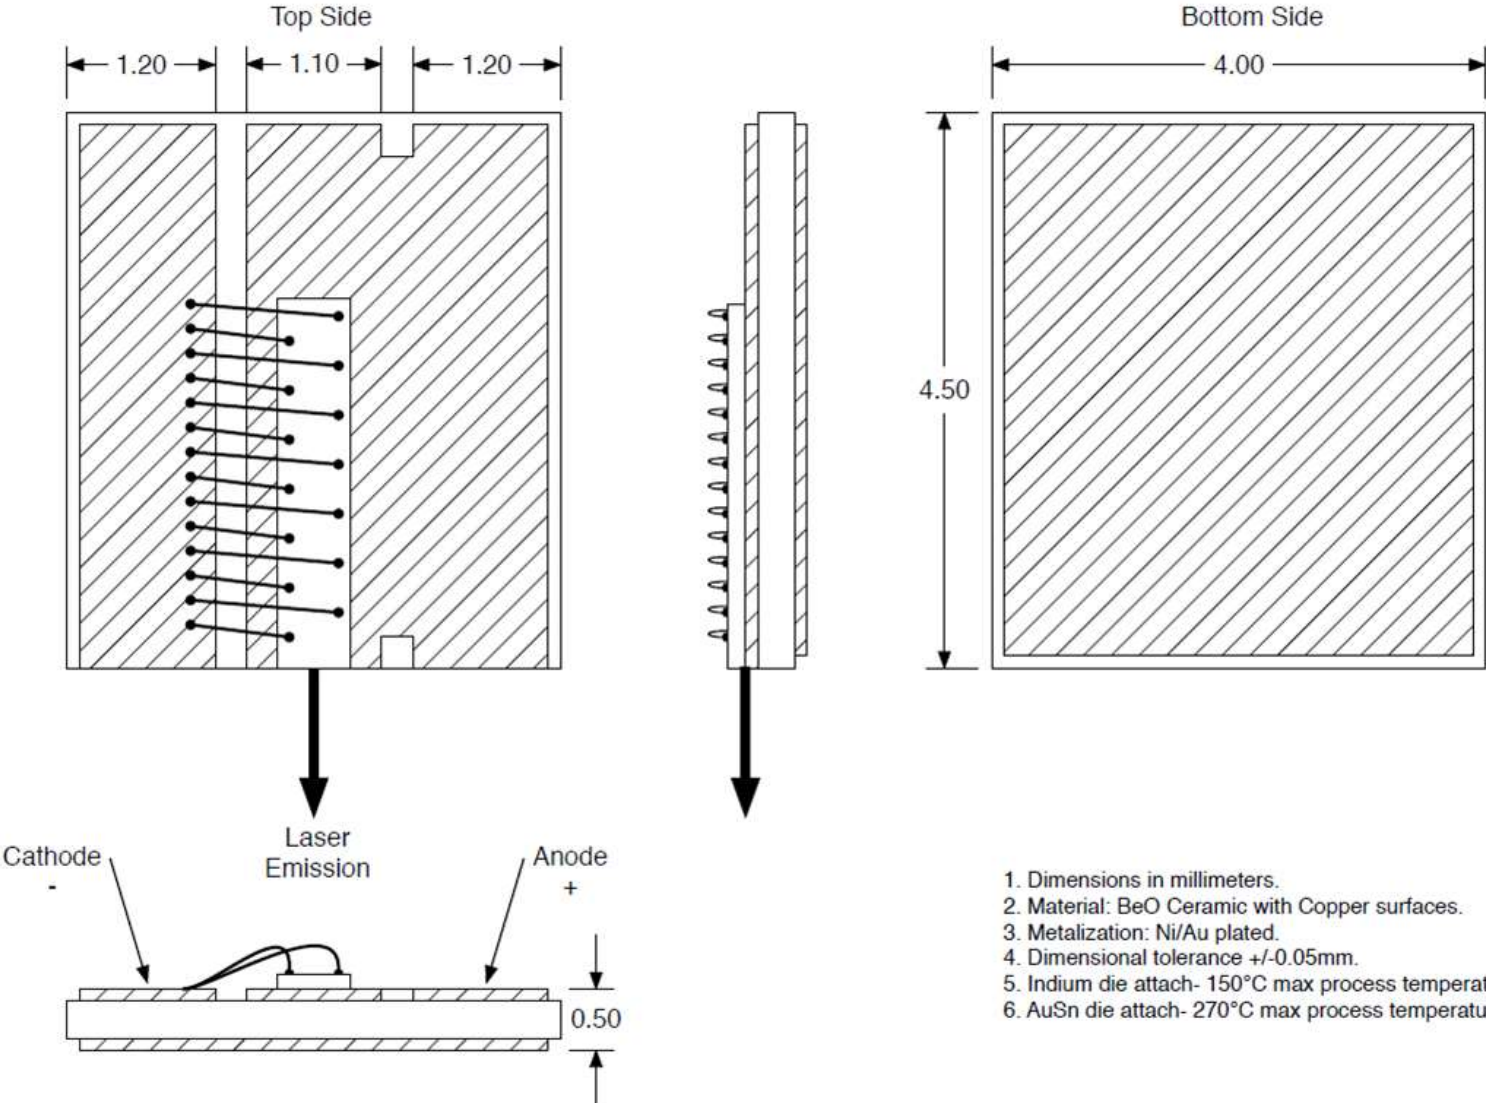 Top Side
Bottom Side
1.20
1.10
1.20
4.00
4.50
Laser
Emission
Cathode
-
Anode
+
0.50
1. Dimensions in millimeters.
2. Material: BeO Ceramic with Copper surfaces.
3. Metalization: Ni/Au plated.
4. Dimensional tolerance +/-0.05mm.
5. Indium die attach- 150°C max process temperat
6. AuSn die attach- 270°C max process temperatu